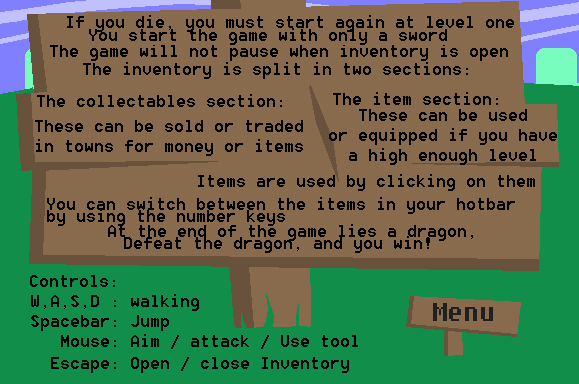 If you die, you must start again at level one
You start the game with only a sword
The game will not pause when inventory is open
The inventory is split in two sections:
The collectables section:
These can be sold or traded
in towns for money or items
The item section:
These can be used
or equipped if you have
a high enough level
Items are used by clicking on them
You can switch between the items in your hotbar
by using the number keys
At the end of the game lies a dragon,
Defeat the dragon, and you win!
Controls:
W,A,S,D : walking
Spacebar: Jump
Mouse: Aim / attack / Use tool
Escape: Open / close Inventory
Menu